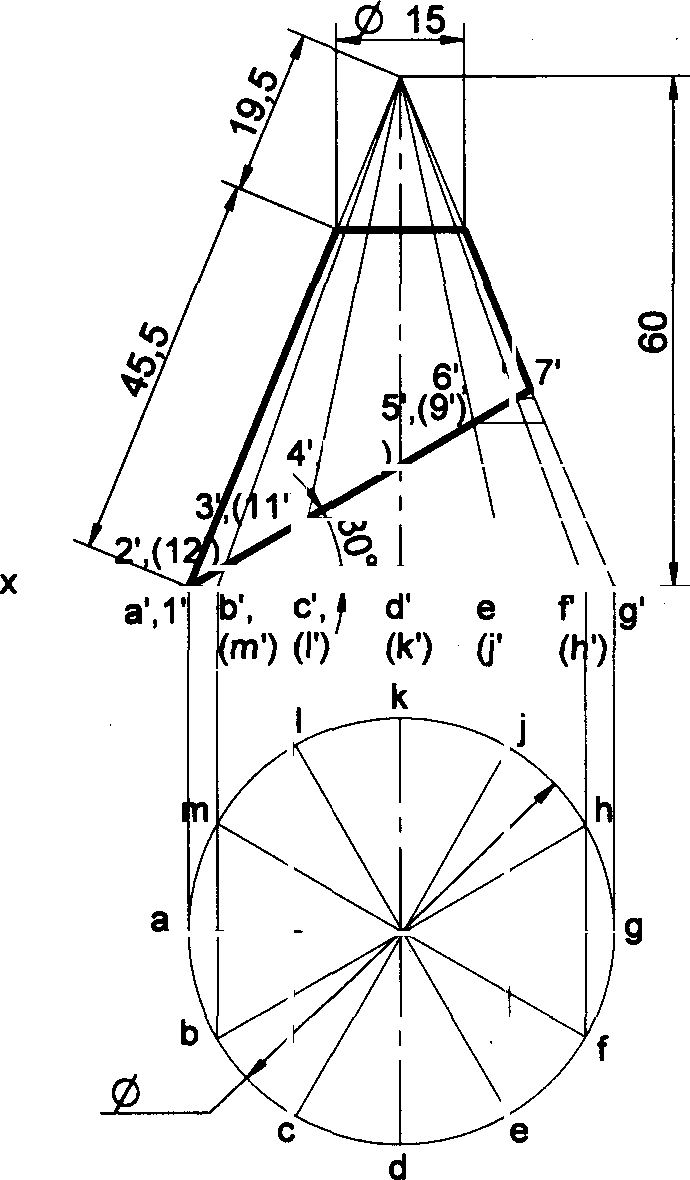 Ø 15
19,5
45,5
60
6' 7'
5',(9')
4' )
3',(11'
30°
2',(12')
x
a',1' b', c', d' e f' g'
(m') (l') (k') (j' (h')
k
l j
m h
a g
b f
Ø
c e
d